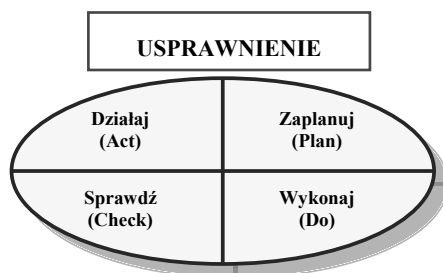 USPRAWNIENIE
Działaj
(Act)
Zaplanuj
(Plan)
Sprawdź
(Check)
Wykonaj
(Do)